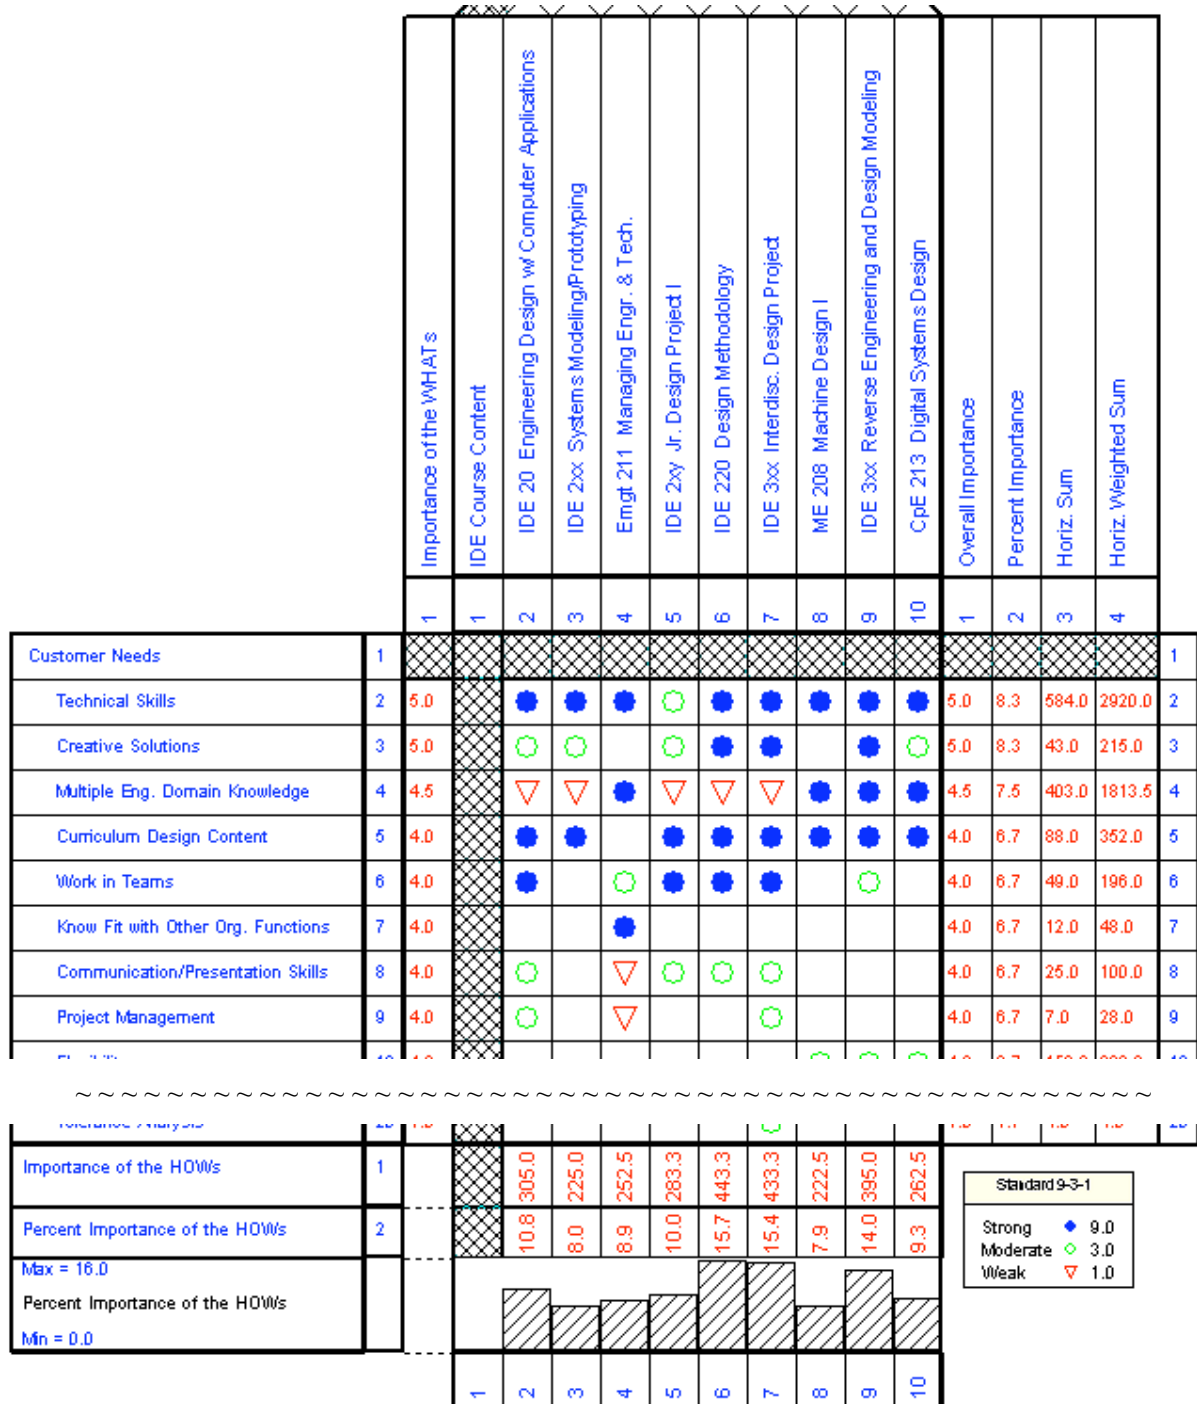 Importance of the WHATs
IDE Course Content
IDE 20 Engineering Design w/ Computer Applications
IDE 2xx Systems Modeling/Prototyping
Emgt 211 Managing Engr. & Tech.
IDE 2xy Jr. Design Project I
IDE 220 Design Methodology
IDE 3xx Interdisc. Design Project
ME 208 Machine Design I
IDE 3xx Reverse Engineering and Design Modeling
CpE 213 Digital Systems Design
Overall Importance
Percent Importance
Horiz. Sum
Horiz. Weighted Sum
1 1 2 3 4 5 6 7 8 9 10 1 2 3 4
Customer Needs 1 1
Technical Skills 2 5.0 5.0 8.3 584.0 2920.0 2
Creative Solutions 3 5.0 5.0 8.3 43.0 215.0 3
Multiple Eng. Domain Knowledge 4 4.5 4.5 7.5 403.0 1813.5 4
Curriculum Design Content 5 4.0 4.0 6.7 88.0 352.0 5
Work in Teams 6 4.0 4.0 6.7 49.0 196.0 6
Know Fit with Other Org. Functions 7 4.0 4.0 6.7 12.0 48.0 7
Communication/Presentation Skills 8 4.0 4.0 6.7 25.0 100.0 8
Project Management 9 4.0 4.0 6.7 7.0 28.0 9
~ ~ ~ ~ ~ ~ ~ ~ ~ ~ ~ ~ ~ ~ ~ ~ ~ ~ ~ ~ ~ ~ ~ ~ ~ ~ ~ ~ ~ ~ ~ ~ ~ ~ ~ ~ ~ ~ ~ ~ ~ ~ ~ ~ ~ ~ ~
Importance of the HOWs 1 305.0 225.0 252.5 283.3 443.3 433.3 222.5 395.0 262.5
Percent Importance of the HOWs 2 10.8 8.0 8.9 10.0 15.7 15.4 7.9 14.0 9.3
Max = 16.0
Percent Importance of the HOWs
Min = 0.0
1 2 3 4 5 6 7 8 9 10
Standard 9-3-1
Strong 9.0
Moderate 3.0
Weak 1.0